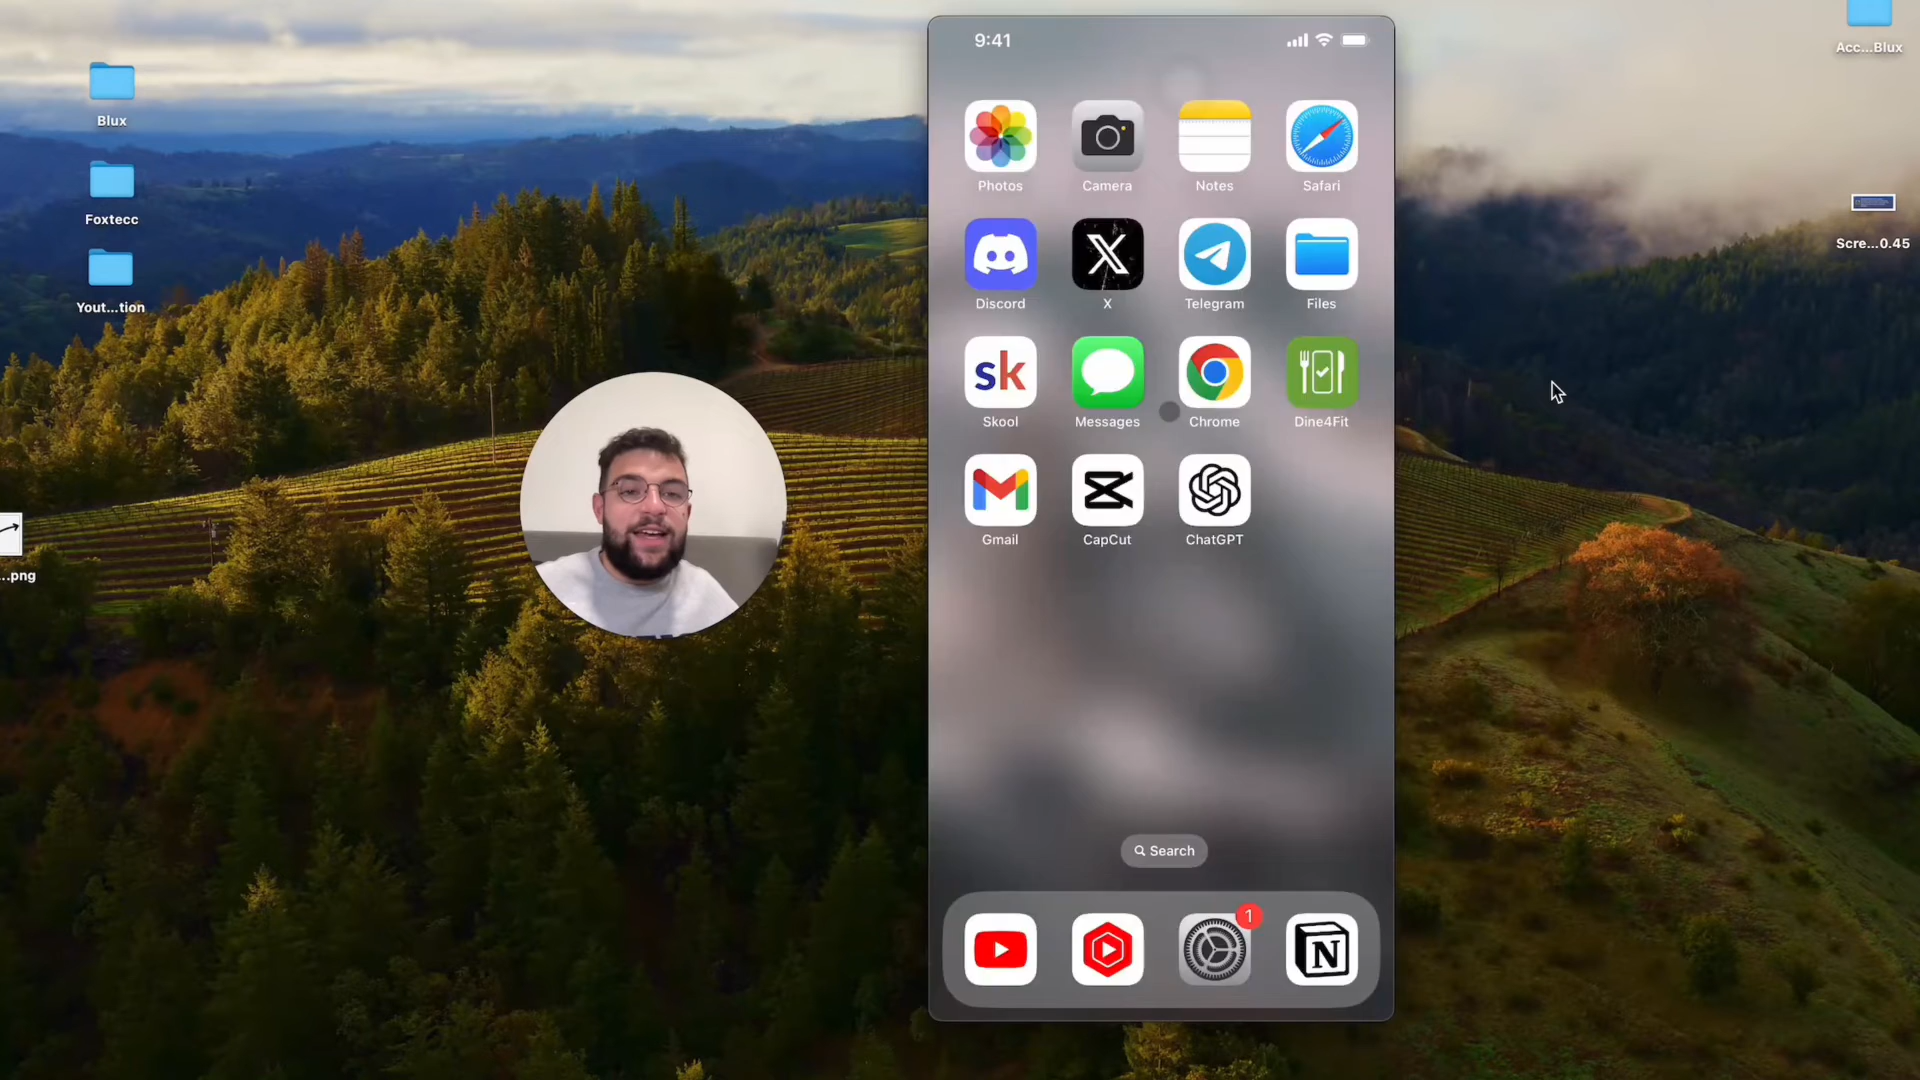 Blux
Foxtecc
Yout...tion
...png
9:41
Photos
Camera
Notes
Safari
Discord
X
Telegram
Files
sk
Skool
Messages
Chrome
Dine4Fit
Gmail
CapCut
ChatGPT
Search
1
N
Acc...Blux
Scre...0.45